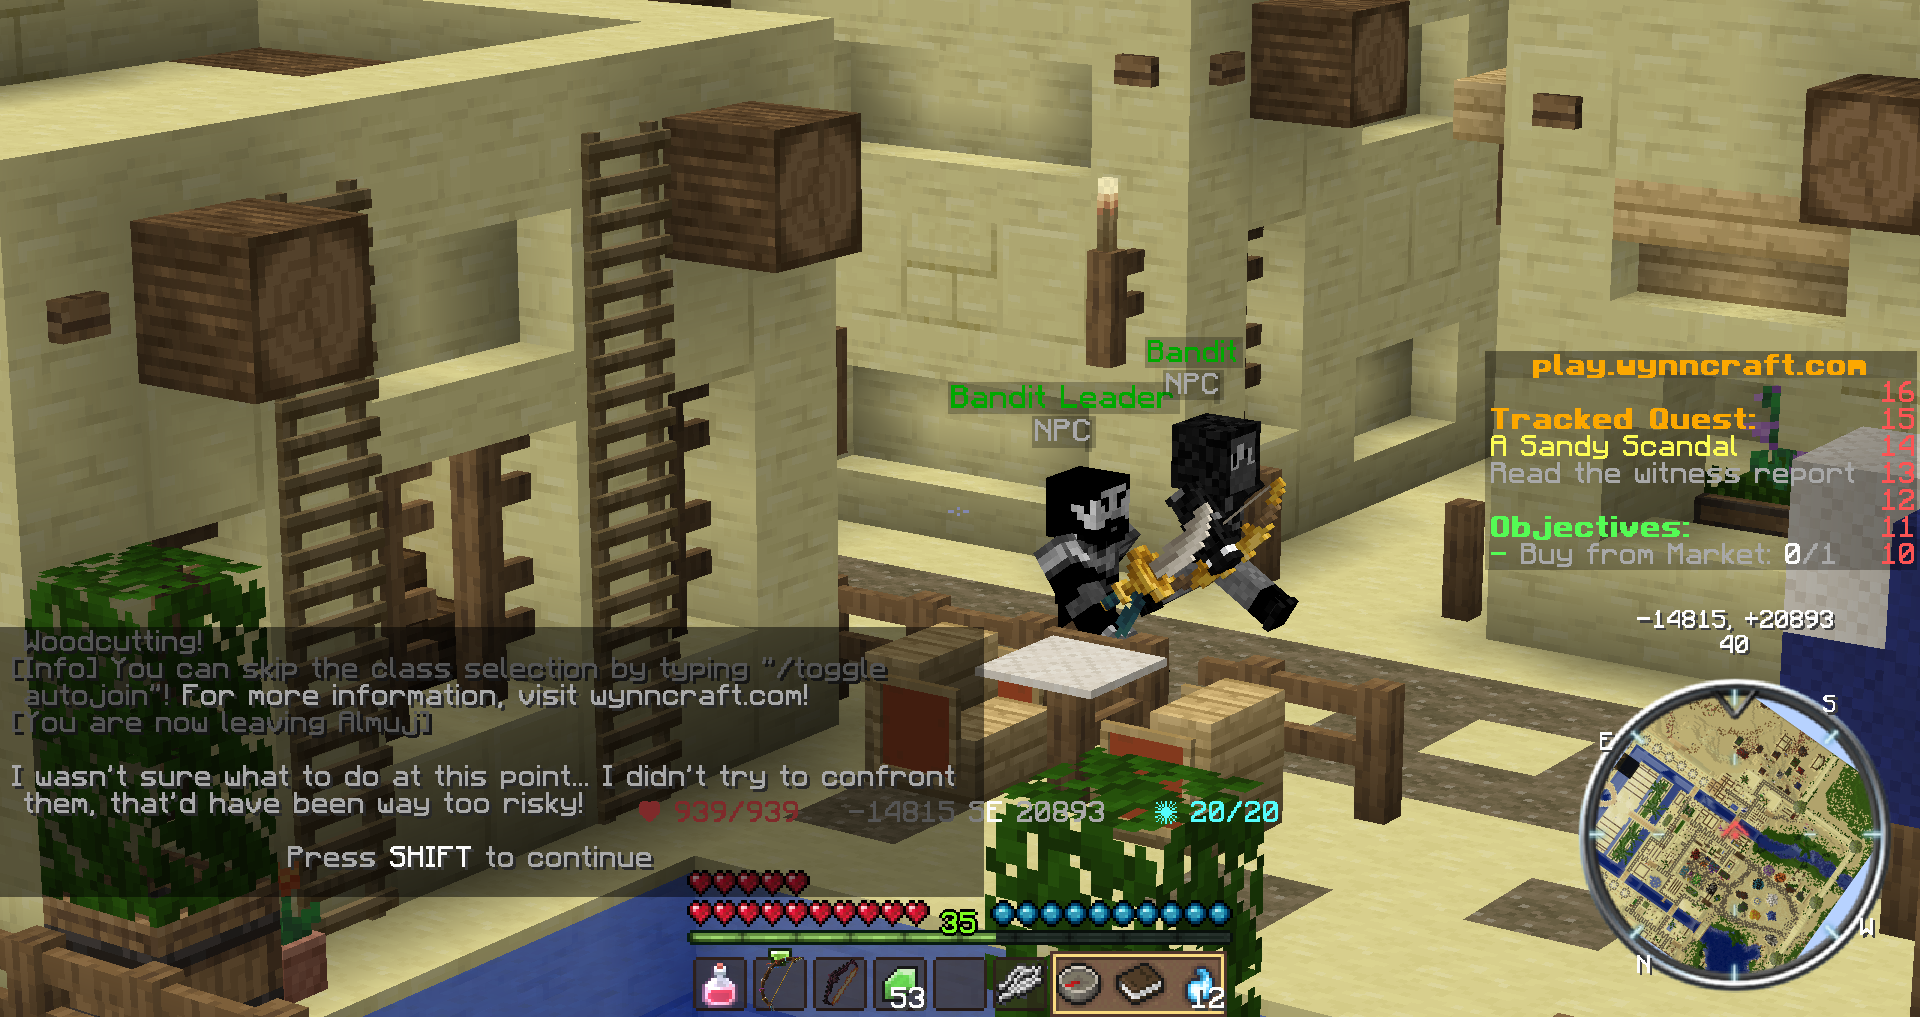 Bandit
NPC
Bandit Leader
NPC
play.wynncraft.com
16
Tracked Quest: 15
A Sandy Scandal 14
Read the witness report 13
12
Objectives: 11
- Buy from Market: 0/1 10
-14815, +20893
40
S
E
W
N
Woodcutting!
[Info] You can skip the class selection by typing "/toggle
autojoin"! For more information, visit wynncraft.com!
[You are now leaving Almuj]
I wasn't sure what to do at this point... I didn't try to confront
them, that'd have been way too risky!
939/939 -14815 SE 20893 20/20
Press SHIFT to continue
35
53
12